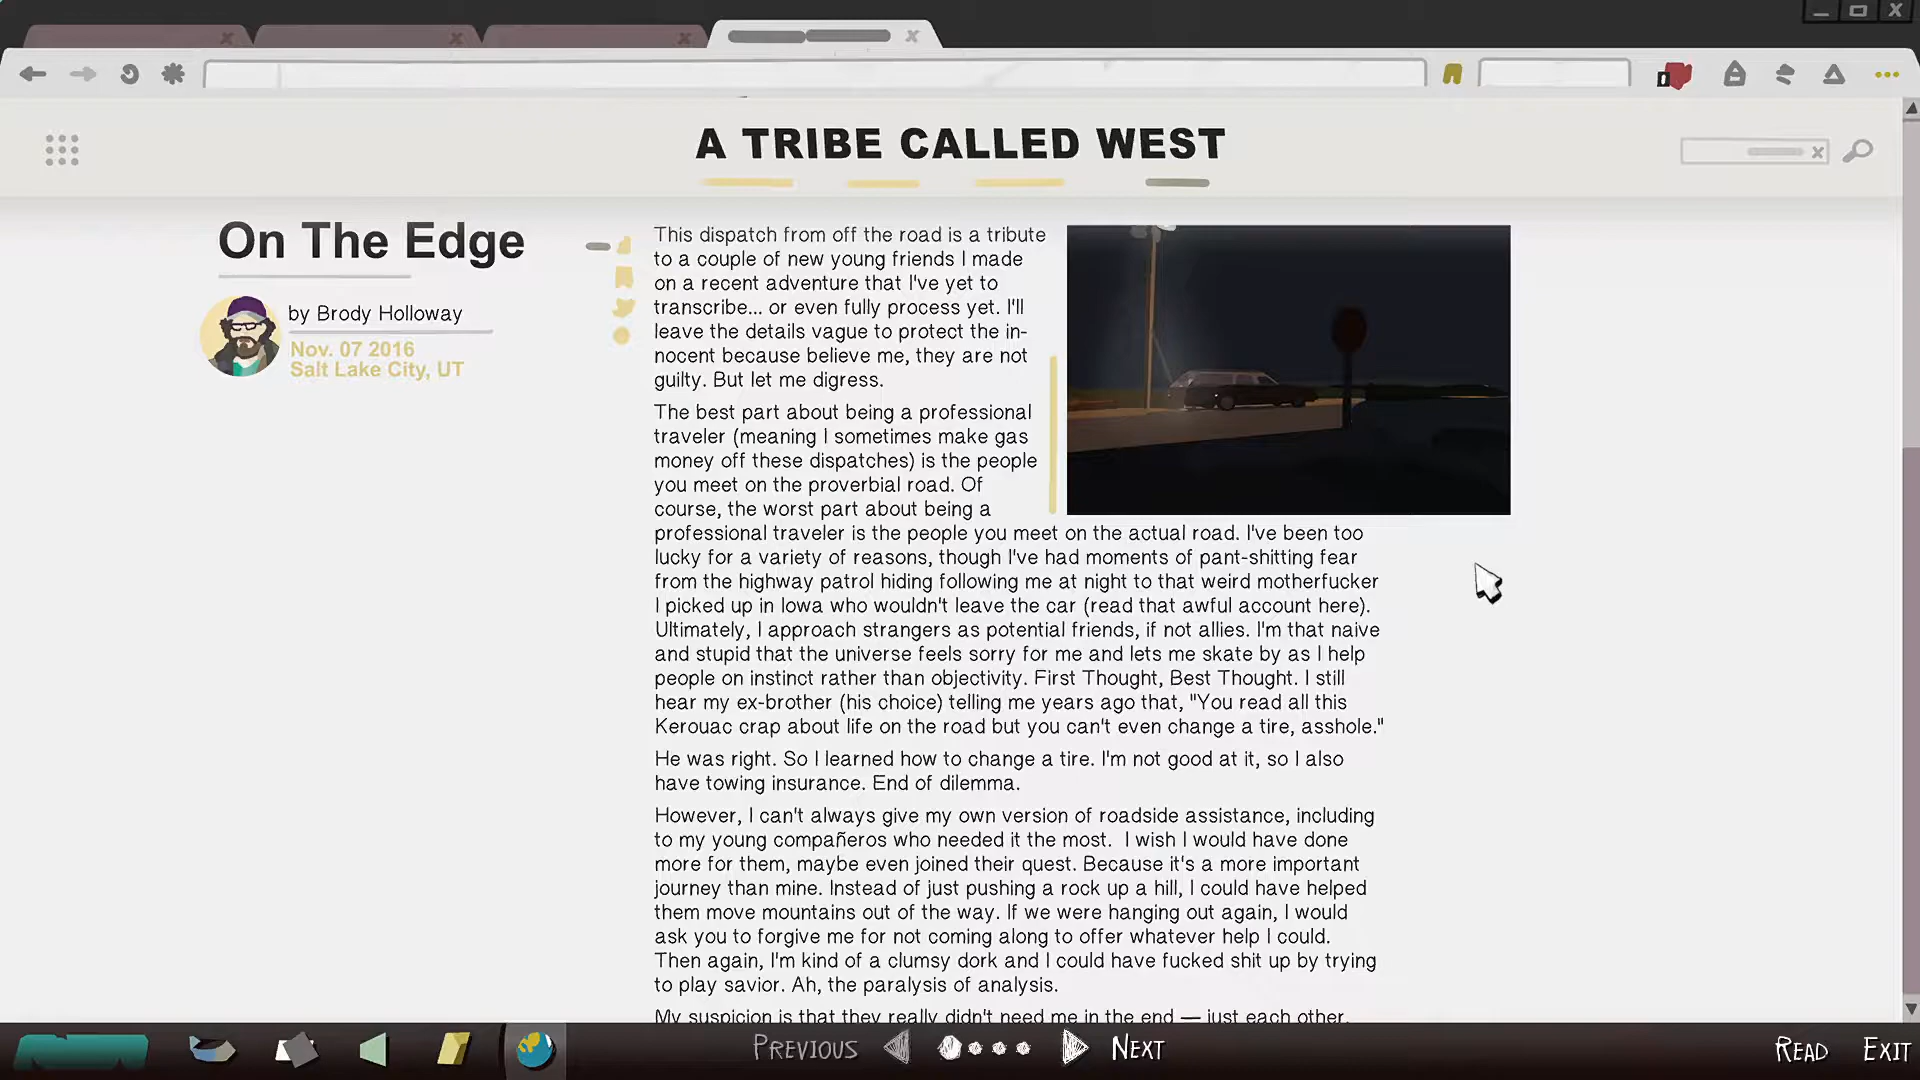 A TRIBE CALLED WEST
On The Edge
by Brody Holloway
Nov. 07 2016
Salt Lake City, UT
This dispatch from off the road is a tribute
to a couple of new young friends I made
on a recent adventure that I've yet to
transcribe... or even fully process yet. I'll
leave the details vague to protect the in-
nocent because believe me, they are not
guilty. But let me digress.
The best part about being a professional
traveler (meaning I sometimes make gas
money off these dispatches) is the people
you meet on the proverbial road. Of
course, the worst part about being a
professional traveler is the people you meet on the actual road. I've been too
lucky for a variety of reasons, though I've had moments of pant-shitting fear
from the highway patrol hiding following me at night to that weird motherfucker
I picked up in Iowa who wouldn't leave the car (read that awful account here).
Ultimately, I approach strangers as potential friends, if not allies. I'm that naive
and stupid that the universe feels sorry for me and lets me skate by as I help
people on instinct rather than objectivity. First Thought, Best Thought. I still
hear my ex-brother (his choice) telling me years ago that, "You read all this
Kerouac crap about life on the road but you can't even change a tire, asshole."
He was right. So I learned how to change a tire. I'm not good at it, so I also
have towing insurance. End of dilemma.
However, I can't always give my own version of roadside assistance, including
to my young compañeros who needed it the most.  I wish I would have done
more for them, maybe even joined their quest. Because it's a more important
journey than mine. Instead of just pushing a rock up a hill, I could have helped
them move mountains out of the way. If we were hanging out again, I would
ask you to forgive me for not coming along to offer whatever help I could.
Then again, I'm kind of a clumsy dork and I could have fucked shit up by trying
to play savior. Ah, the paralysis of analysis.
My suspicion is that they really didn't need me in the end — just each other.
PREVIOUS
NEXT
READ
EXIT